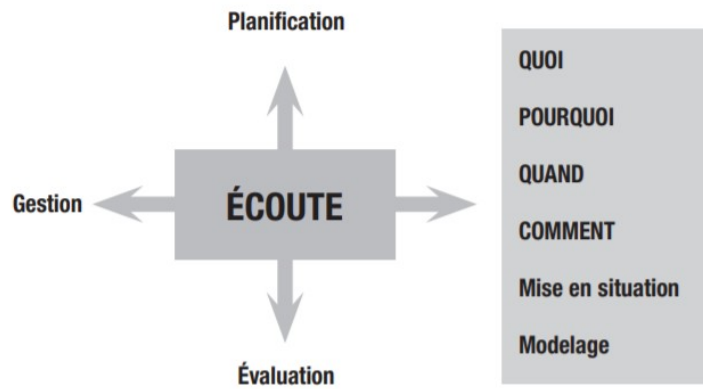 Planification
Gestion
ÉCOUTE
Évaluation
QUOI
POURQUOI
QUAND
COMMENT
Mise en situation
Modelage